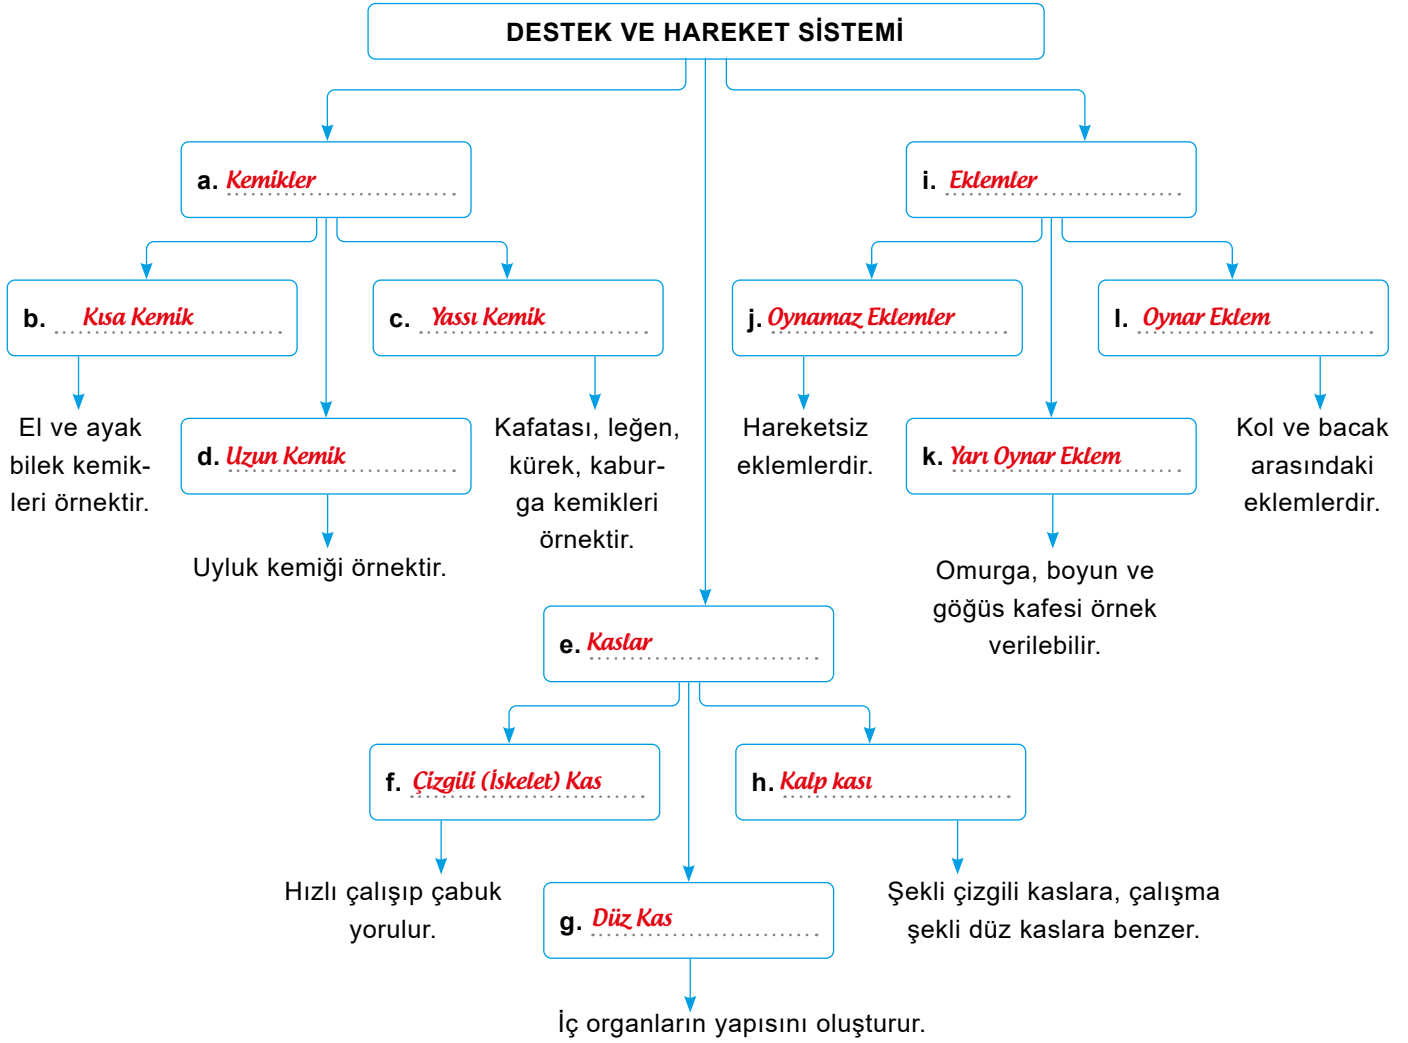 DESTEK VE HAREKET SİSTEMİ
a. Kemikler
i. Eklemler
b. Kısa Kemik
c. Yassı Kemik
j. Oynamaz Eklemler
l. Oynar Eklem
El ve ayak
bilek kemik-
leri örnektir.
d. Uzun Kemik
Kafatası, leğen,
kürek, kabur-
ga kemikleri
örnektir.
Hareketsiz
eklemlerdir.
k. Yarı Oynar Eklem
Kol ve bacak
arasındaki
eklemlerdir.
Uyluk kemiği örnektir.
Omurga, boyun ve
göğüs kafesi örnek
verilebilir.
e. Kaslar
f. Çizgili (İskelet) Kas
h. Kalp kası
Hızlı çalışıp çabuk
yorulur.
g. Düz Kas
Şekli çizgili kaslara, çalışma
şekli düz kaslara benzer.
İç organların yapısını oluşturur.